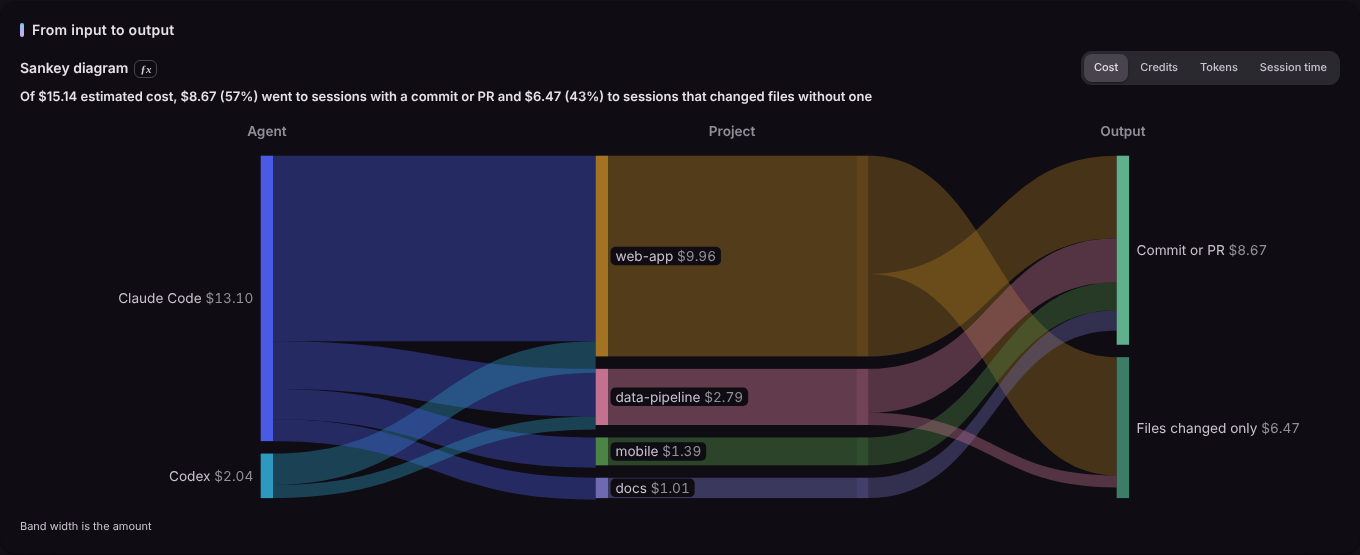 From input to output
Sankey diagram ƒx
Cost Credits Tokens Session time
Of $15.14 estimated cost, $8.67 (57%) went to sessions with a commit or PR and $6.47 (43%) to sessions that changed files without one
Agent Project Output
Claude Code $13.10
Codex $2.04
web-app $9.96
data-pipeline $2.79
mobile $1.39
docs $1.01
Commit or PR $8.67
Files changed only $6.47
Band width is the amount